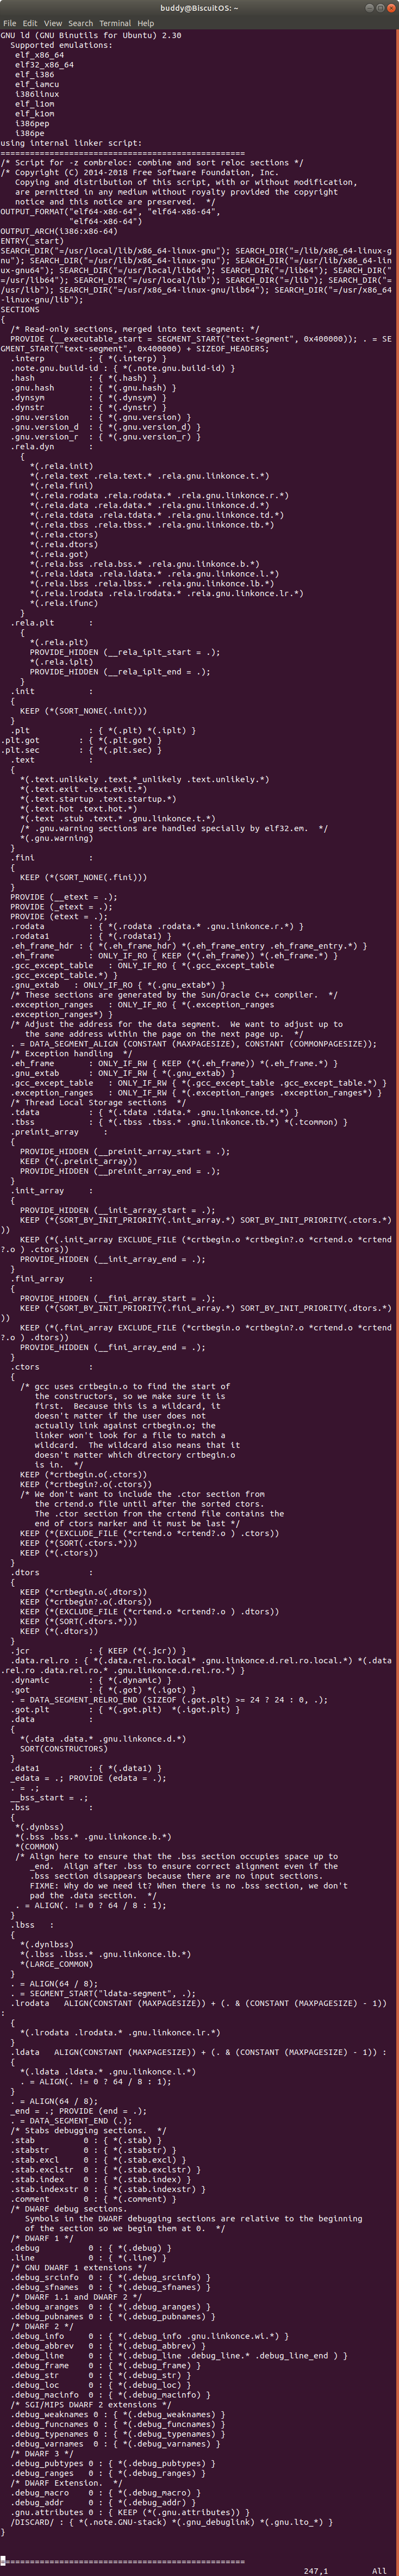 buddy@BiscuitOS: ~
File Edit View Search Terminal Help
GNU ld (GNU Binutils for Ubuntu) 2.30
  Supported emulations:
   elf_x86_64
   elf32_x86_64
   elf_i386
   elf_iamcu
   i386linux
   elf_l1om
   elf_k1om
   i386pep
   i386pe
using internal linker script:
==================================================
/* Script for -z combreloc: combine and sort reloc sections */
/* Copyright (C) 2014-2018 Free Software Foundation, Inc.
   Copying and distribution of this script, with or without modification,
   are permitted in any medium without royalty provided the copyright
   notice and this notice are preserved.  */
OUTPUT_FORMAT("elf64-x86-64", "elf64-x86-64",
              "elf64-x86-64")
OUTPUT_ARCH(i386:x86-64)
ENTRY(_start)
SEARCH_DIR("=/usr/local/lib/x86_64-linux-gnu"); SEARCH_DIR("=/lib/x86_64-linux-g
nu"); SEARCH_DIR("=/usr/lib/x86_64-linux-gnu"); SEARCH_DIR("=/usr/lib/x86_64-lin
ux-gnu64"); SEARCH_DIR("=/usr/local/lib64"); SEARCH_DIR("=/lib64"); SEARCH_DIR("
=/usr/lib64"); SEARCH_DIR("=/usr/local/lib"); SEARCH_DIR("=/lib"); SEARCH_DIR("=
/usr/lib"); SEARCH_DIR("=/usr/x86_64-linux-gnu/lib64"); SEARCH_DIR("=/usr/x86_64
-linux-gnu/lib");
SECTIONS
{
  /* Read-only sections, merged into text segment: */
  PROVIDE (__executable_start = SEGMENT_START("text-segment", 0x400000)); . = SE
GMENT_START("text-segment", 0x400000) + SIZEOF_HEADERS;
  .interp         : { *(.interp) }
  .note.gnu.build-id : { *(.note.gnu.build-id) }
  .hash           : { *(.hash) }
  .gnu.hash       : { *(.gnu.hash) }
  .dynsym         : { *(.dynsym) }
  .dynstr         : { *(.dynstr) }
  .gnu.version    : { *(.gnu.version) }
  .gnu.version_d  : { *(.gnu.version_d) }
  .gnu.version_r  : { *(.gnu.version_r) }
  .rela.dyn       :
    {
      *(.rela.init)
      *(.rela.text .rela.text.* .rela.gnu.linkonce.t.*)
      *(.rela.fini)
      *(.rela.rodata .rela.rodata.* .rela.gnu.linkonce.r.*)
      *(.rela.data .rela.data.* .rela.gnu.linkonce.d.*)
      *(.rela.tdata .rela.tdata.* .rela.gnu.linkonce.td.*)
      *(.rela.tbss .rela.tbss.* .rela.gnu.linkonce.tb.*)
      *(.rela.ctors)
      *(.rela.dtors)
      *(.rela.got)
      *(.rela.bss .rela.bss.* .rela.gnu.linkonce.b.*)
      *(.rela.ldata .rela.ldata.* .rela.gnu.linkonce.l.*)
      *(.rela.lbss .rela.lbss.* .rela.gnu.linkonce.lb.*)
      *(.rela.lrodata .rela.lrodata.* .rela.gnu.linkonce.lr.*)
      *(.rela.ifunc)
    }
  .rela.plt       :
    {
      *(.rela.plt)
      PROVIDE_HIDDEN (__rela_iplt_start = .);
      *(.rela.iplt)
      PROVIDE_HIDDEN (__rela_iplt_end = .);
    }
  .init           :
  {
    KEEP (*(SORT_NONE(.init)))
  }
  .plt            : { *(.plt) *(.iplt) }
.plt.got        : { *(.plt.got) }
.plt.sec        : { *(.plt.sec) }
  .text           :
  {
    *(.text.unlikely .text.*_unlikely .text.unlikely.*)
    *(.text.exit .text.exit.*)
    *(.text.startup .text.startup.*)
    *(.text.hot .text.hot.*)
    *(.text .stub .text.* .gnu.linkonce.t.*)
    /* .gnu.warning sections are handled specially by elf32.em.  */
    *(.gnu.warning)
  }
  .fini           :
  {
    KEEP (*(SORT_NONE(.fini)))
  }
  PROVIDE (__etext = .);
  PROVIDE (_etext = .);
  PROVIDE (etext = .);
  .rodata         : { *(.rodata .rodata.* .gnu.linkonce.r.*) }
  .rodata1        : { *(.rodata1) }
  .eh_frame_hdr : { *(.eh_frame_hdr) *(.eh_frame_entry .eh_frame_entry.*) }
  .eh_frame       : ONLY_IF_RO { KEEP (*(.eh_frame)) *(.eh_frame.*) }
  .gcc_except_table   : ONLY_IF_RO { *(.gcc_except_table
  .gcc_except_table.*) }
  .gnu_extab   : ONLY_IF_RO { *(.gnu_extab*) }
  /* These sections are generated by the Sun/Oracle C++ compiler.  */
  .exception_ranges   : ONLY_IF_RO { *(.exception_ranges
  .exception_ranges*) }
  /* Adjust the address for the data segment.  We want to adjust up to
     the same address within the page on the next page up.  */
  . = DATA_SEGMENT_ALIGN (CONSTANT (MAXPAGESIZE), CONSTANT (COMMONPAGESIZE));
  /* Exception handling  */
  .eh_frame       : ONLY_IF_RW { KEEP (*(.eh_frame)) *(.eh_frame.*) }
  .gnu_extab      : ONLY_IF_RW { *(.gnu_extab) }
  .gcc_except_table   : ONLY_IF_RW { *(.gcc_except_table .gcc_except_table.*) }
  .exception_ranges   : ONLY_IF_RW { *(.exception_ranges .exception_ranges*) }
  /* Thread Local Storage sections  */
  .tdata          : { *(.tdata .tdata.* .gnu.linkonce.td.*) }
  .tbss           : { *(.tbss .tbss.* .gnu.linkonce.tb.*) *(.tcommon) }
  .preinit_array     :
  {
    PROVIDE_HIDDEN (__preinit_array_start = .);
    KEEP (*(.preinit_array))
    PROVIDE_HIDDEN (__preinit_array_end = .);
  }
  .init_array     :
  {
    PROVIDE_HIDDEN (__init_array_start = .);
    KEEP (*(SORT_BY_INIT_PRIORITY(.init_array.*) SORT_BY_INIT_PRIORITY(.ctors.*)
))
    KEEP (*(.init_array EXCLUDE_FILE (*crtbegin.o *crtbegin?.o *crtend.o *crtend
?.o ) .ctors))
    PROVIDE_HIDDEN (__init_array_end = .);
  }
  .fini_array     :
  {
    PROVIDE_HIDDEN (__fini_array_start = .);
    KEEP (*(SORT_BY_INIT_PRIORITY(.fini_array.*) SORT_BY_INIT_PRIORITY(.dtors.*)
))
    KEEP (*(.fini_array EXCLUDE_FILE (*crtbegin.o *crtbegin?.o *crtend.o *crtend
?.o ) .dtors))
    PROVIDE_HIDDEN (__fini_array_end = .);
  }
  .ctors          :
  {
    /* gcc uses crtbegin.o to find the start of
       the constructors, so we make sure it is
       first.  Because this is a wildcard, it
       doesn't matter if the user does not
       actually link against crtbegin.o; the
       linker won't look for a file to match a
       wildcard.  The wildcard also means that it
       doesn't matter which directory crtbegin.o
       is in.  */
    KEEP (*crtbegin.o(.ctors))
    KEEP (*crtbegin?.o(.ctors))
    /* We don't want to include the .ctor section from
       the crtend.o file until after the sorted ctors.
       The .ctor section from the crtend file contains the
       end of ctors marker and it must be last */
    KEEP (*(EXCLUDE_FILE (*crtend.o *crtend?.o ) .ctors))
    KEEP (*(SORT(.ctors.*)))
    KEEP (*(.ctors))
  }
  .dtors          :
  {
    KEEP (*crtbegin.o(.dtors))
    KEEP (*crtbegin?.o(.dtors))
    KEEP (*(EXCLUDE_FILE (*crtend.o *crtend?.o ) .dtors))
    KEEP (*(SORT(.dtors.*)))
    KEEP (*(.dtors))
  }
  .jcr            : { KEEP (*(.jcr)) }
  .data.rel.ro : { *(.data.rel.ro.local* .gnu.linkonce.d.rel.ro.local.*) *(.data
.rel.ro .data.rel.ro.* .gnu.linkonce.d.rel.ro.*) }
  .dynamic        : { *(.dynamic) }
  .got            : { *(.got) *(.igot) }
  . = DATA_SEGMENT_RELRO_END (SIZEOF (.got.plt) >= 24 ? 24 : 0, .);
  .got.plt        : { *(.got.plt)  *(.igot.plt) }
  .data           :
  {
    *(.data .data.* .gnu.linkonce.d.*)
    SORT(CONSTRUCTORS)
  }
  .data1          : { *(.data1) }
  _edata = .; PROVIDE (edata = .);
  . = .;
  __bss_start = .;
  .bss            :
  {
   *(.dynbss)
   *(.bss .bss.* .gnu.linkonce.b.*)
   *(COMMON)
   /* Align here to ensure that the .bss section occupies space up to
      _end.  Align after .bss to ensure correct alignment even if the
      .bss section disappears because there are no input sections.
      FIXME: Why do we need it? When there is no .bss section, we don't
      pad the .data section.  */
   . = ALIGN(. != 0 ? 64 / 8 : 1);
  }
  .lbss   :
  {
    *(.dynlbss)
    *(.lbss .lbss.* .gnu.linkonce.lb.*)
    *(LARGE_COMMON)
  }
  . = ALIGN(64 / 8);
  . = SEGMENT_START("ldata-segment", .);
  .lrodata   ALIGN(CONSTANT (MAXPAGESIZE)) + (. & (CONSTANT (MAXPAGESIZE) - 1))
:
  {
    *(.lrodata .lrodata.* .gnu.linkonce.lr.*)
  }
  .ldata   ALIGN(CONSTANT (MAXPAGESIZE)) + (. & (CONSTANT (MAXPAGESIZE) - 1)) :
  {
    *(.ldata .ldata.* .gnu.linkonce.l.*)
    . = ALIGN(. != 0 ? 64 / 8 : 1);
  }
  . = ALIGN(64 / 8);
  _end = .; PROVIDE (end = .);
  . = DATA_SEGMENT_END (.);
  /* Stabs debugging sections.  */
  .stab          0 : { *(.stab) }
  .stabstr       0 : { *(.stabstr) }
  .stab.excl     0 : { *(.stab.excl) }
  .stab.exclstr  0 : { *(.stab.exclstr) }
  .stab.index    0 : { *(.stab.index) }
  .stab.indexstr 0 : { *(.stab.indexstr) }
  .comment       0 : { *(.comment) }
  /* DWARF debug sections.
     Symbols in the DWARF debugging sections are relative to the beginning
     of the section so we begin them at 0.  */
  /* DWARF 1 */
  .debug          0 : { *(.debug) }
  .line           0 : { *(.line) }
  /* GNU DWARF 1 extensions */
  .debug_srcinfo  0 : { *(.debug_srcinfo) }
  .debug_sfnames  0 : { *(.debug_sfnames) }
  /* DWARF 1.1 and DWARF 2 */
  .debug_aranges  0 : { *(.debug_aranges) }
  .debug_pubnames 0 : { *(.debug_pubnames) }
  /* DWARF 2 */
  .debug_info     0 : { *(.debug_info .gnu.linkonce.wi.*) }
  .debug_abbrev   0 : { *(.debug_abbrev) }
  .debug_line     0 : { *(.debug_line .debug_line.* .debug_line_end ) }
  .debug_frame    0 : { *(.debug_frame) }
  .debug_str      0 : { *(.debug_str) }
  .debug_loc      0 : { *(.debug_loc) }
  .debug_macinfo  0 : { *(.debug_macinfo) }
  /* SGI/MIPS DWARF 2 extensions */
  .debug_weaknames 0 : { *(.debug_weaknames) }
  .debug_funcnames 0 : { *(.debug_funcnames) }
  .debug_typenames 0 : { *(.debug_typenames) }
  .debug_varnames  0 : { *(.debug_varnames) }
  /* DWARF 3 */
  .debug_pubtypes 0 : { *(.debug_pubtypes) }
  .debug_ranges   0 : { *(.debug_ranges) }
  /* DWARF Extension.  */
  .debug_macro    0 : { *(.debug_macro) }
  .debug_addr     0 : { *(.debug_addr) }
  .gnu.attributes 0 : { KEEP (*(.gnu.attributes)) }
  /DISCARD/ : { *(.note.GNU-stack) *(.gnu_debuglink) *(.gnu.lto_*) }
}
==================================================
247,1 All